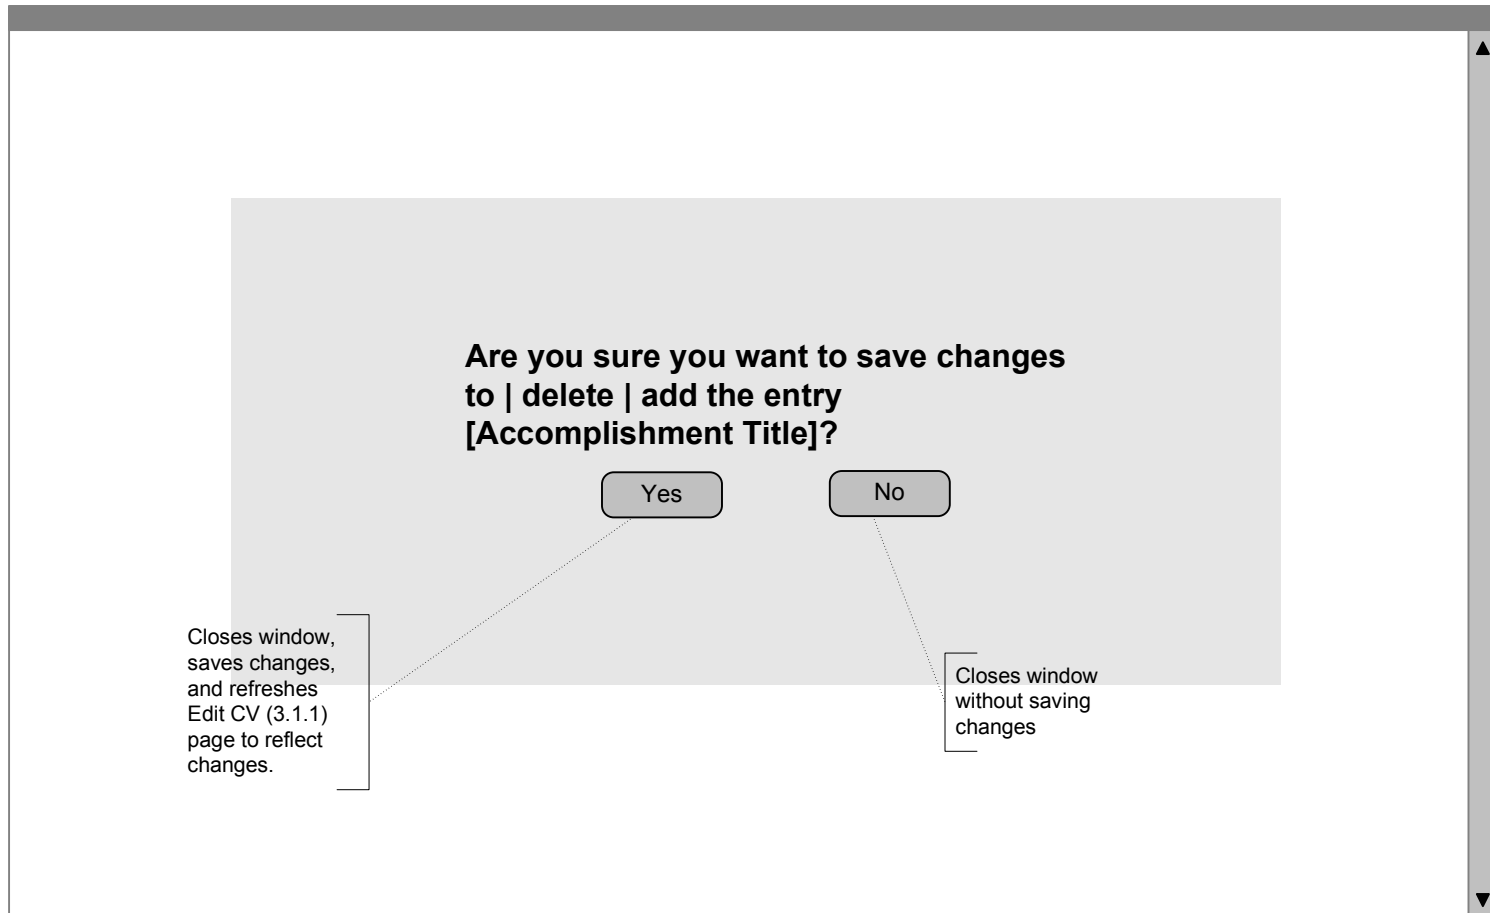 Are you sure you want to save changes
to | delete | add the entry
[Accomplishment Title]?
Yes
No
Closes window,
saves changes,
and refreshes
Edit CV (3.1.1)
page to reflect
changes.
Closes window
without saving
changes